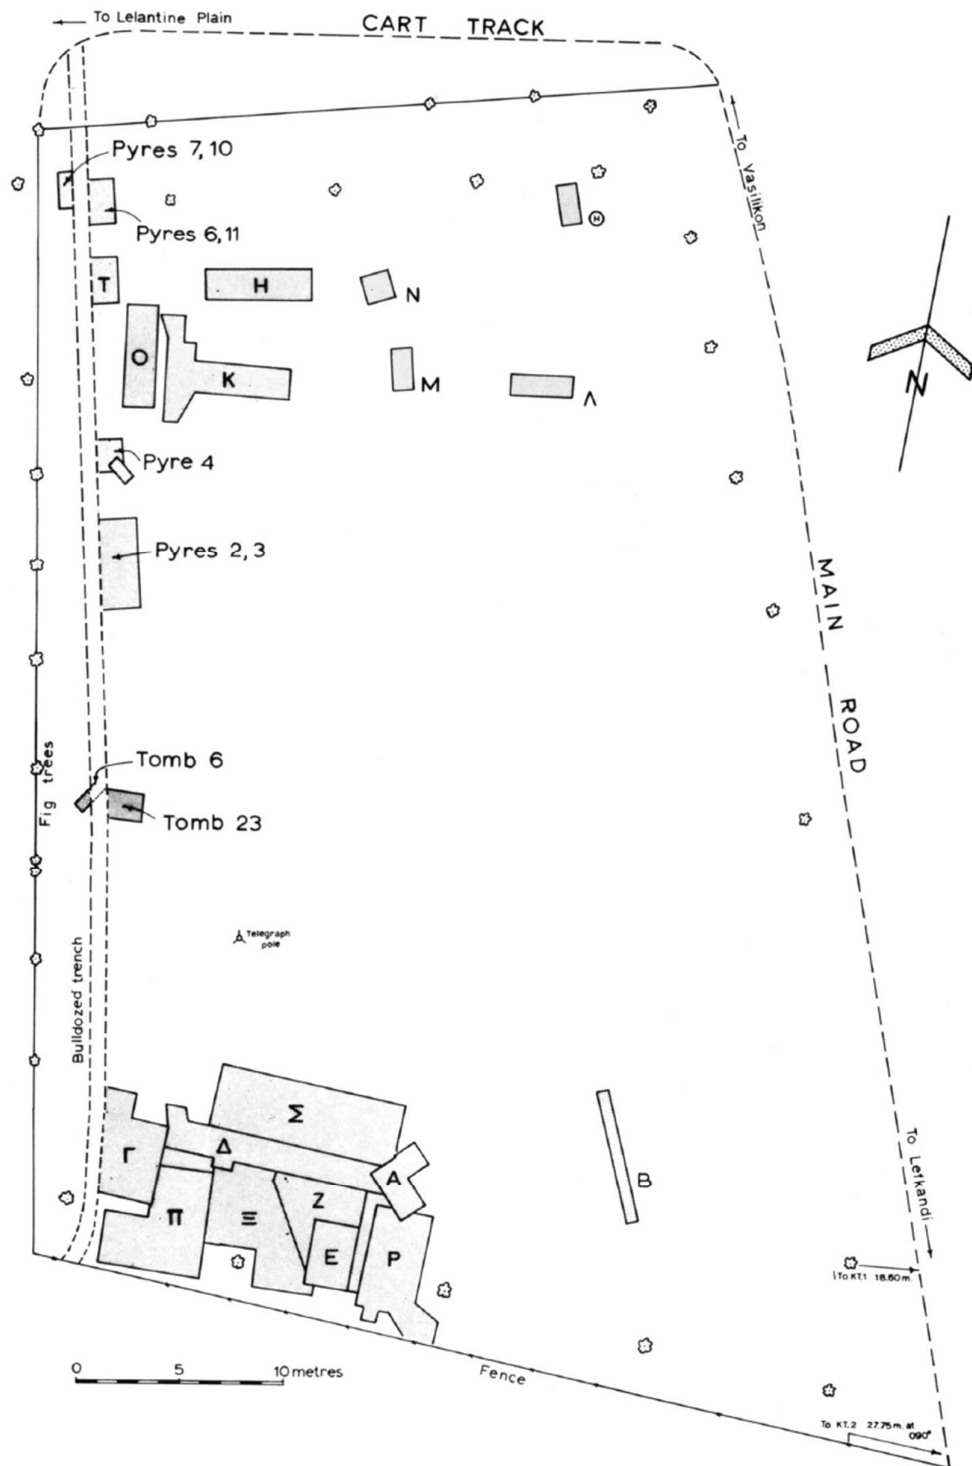 To Lelantine Plain
CART TRACK
To Vasilikon
Pyres 7, 10
Pyres 6, 11
Θ
T
H
N
O
K
M
Λ
N
Pyre 4
Pyres 2, 3
MAIN ROAD
Fig trees
Tomb 6
Tomb 23
Telegraph
pole
Bulldozed trench
Σ
Γ
Δ
A
B
To Lefkandi
Π
Ξ
Z
E
P
To KT.1 18.60 m.
0 5 10 metres
Fence
To KT.2 27.75 m. at
090°